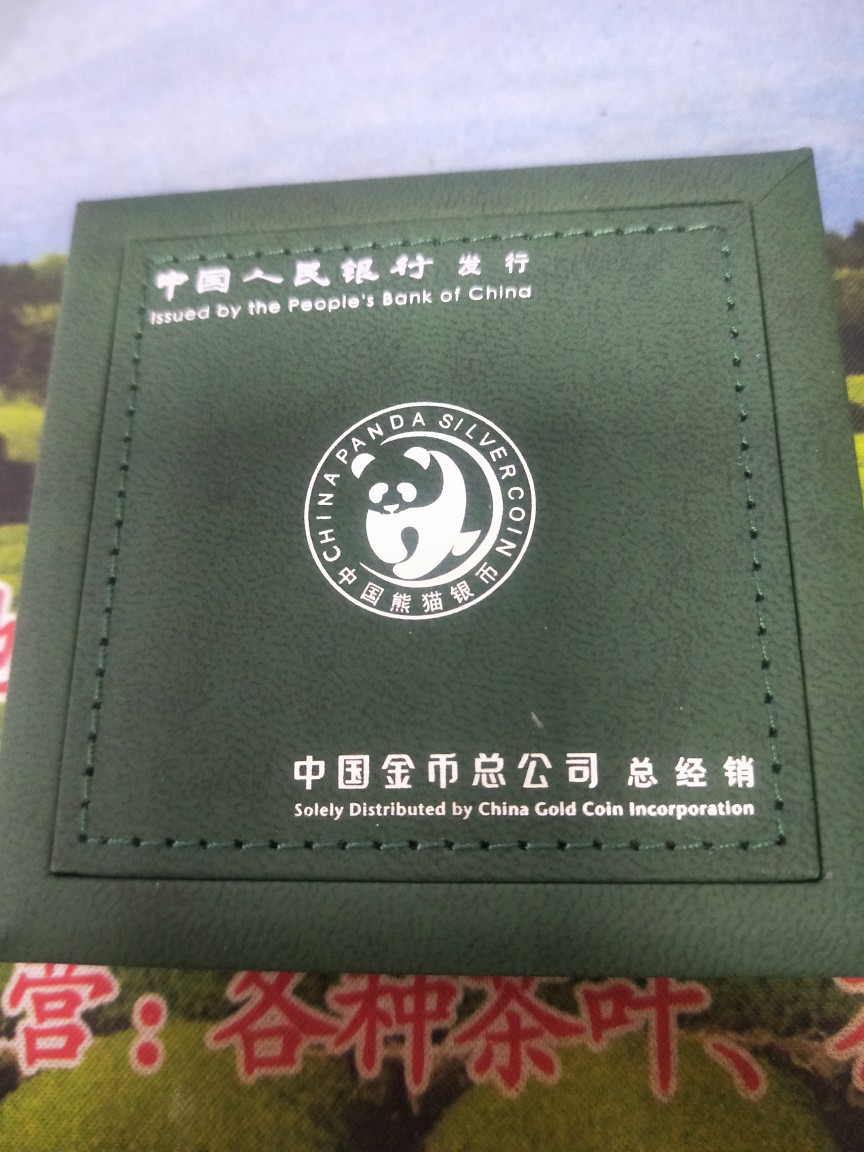 中国人民银行 发行
Issued by the People's Bank of China
CHINA PANDA SILVER COIN
中国熊猫银币
中国金币总公司 总经销
Solely Distributed by China Gold Coin Incorporation
营：各种茶叶、